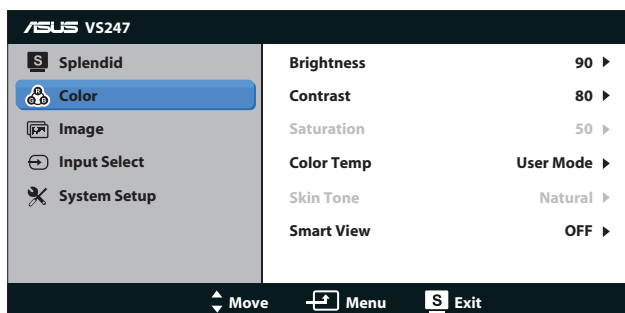 ASUS VS247
S Splendid
Color
Image
Input Select
System Setup
Brightness 90
Contrast 80
Saturation 50
Color Temp User Mode
Skin Tone Natural
Smart View OFF
Move Menu S Exit